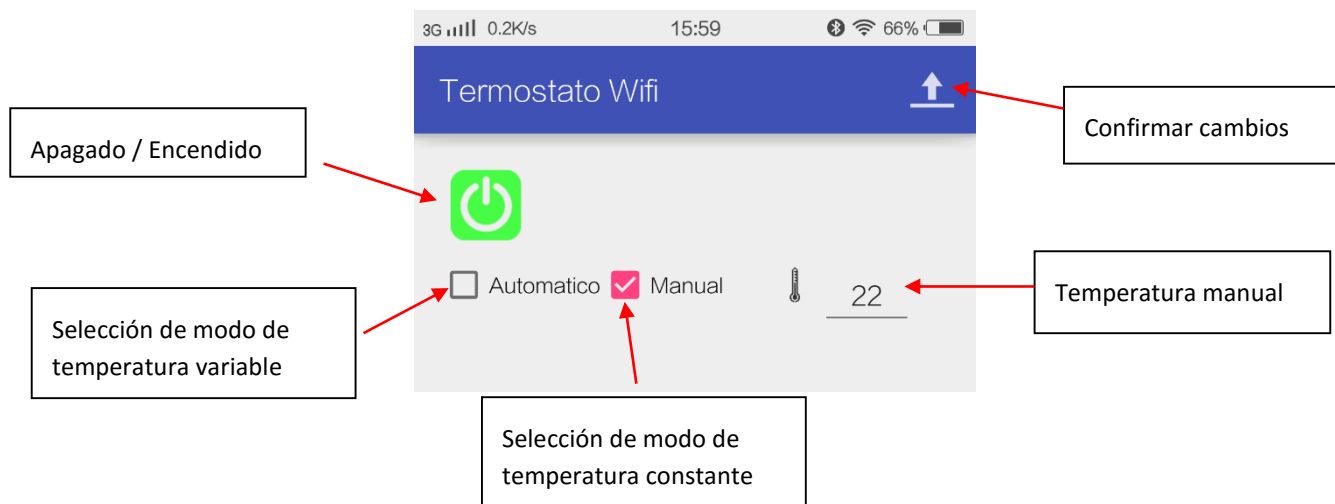 3G 0.2K/s 15:59 66%
Termostato Wifi
Confirmar cambios
Apagado / Encendido
Automatico Manual 22
Temperatura manual
Selección de modo de
temperatura variable
Selección de modo de
temperatura constante